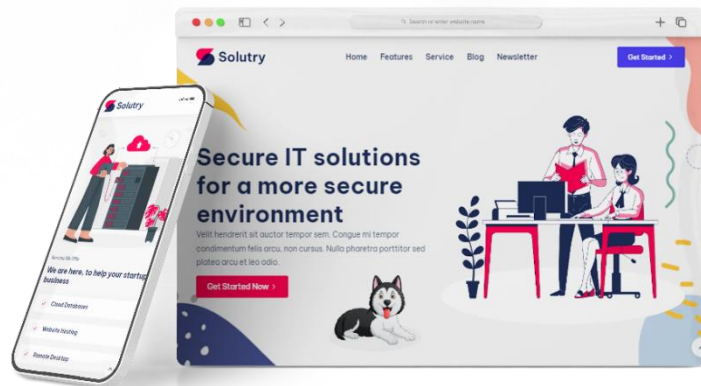 Search or enter website name
Solutry
Home Features Service Blog Newsletter
Get Started >
Secure IT solutions
for a more secure
environment
Velit hendrerit sit auctor tempor sem. Congue mi tempor
condimentum felis arcu, non cursus. Nulla pharetra porttitor sed
platea arcu et leo odio.
Get Started Now >
Solutry
We are here, to help your startup
business
Cloud Databases
Website Hosting
Remote Desktop